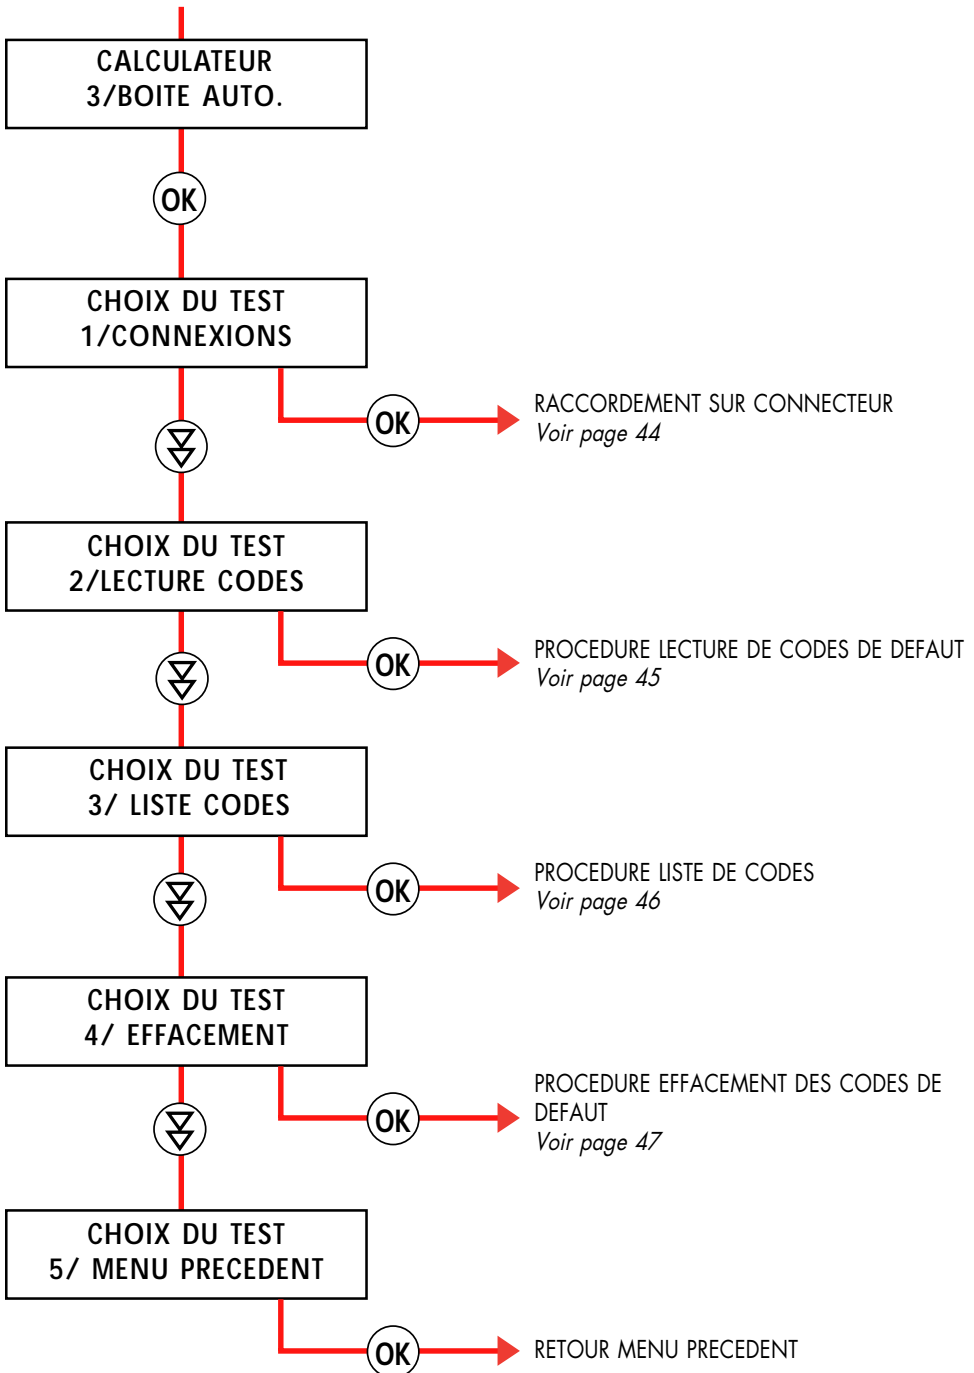 CALCULATEUR
3/BOITE AUTO.
OK
CHOIX DU TEST
1/CONNEXIONS
OK
RACCORDEMENT SUR CONNECTEUR
Voir page 44
CHOIX DU TEST
2/LECTURE CODES
OK
PROCEDURE LECTURE DE CODES DE DEFAUT
Voir page 45
CHOIX DU TEST
3/ LISTE CODES
OK
PROCEDURE LISTE DE CODES
Voir page 46
CHOIX DU TEST
4/ EFFACEMENT
OK
PROCEDURE EFFACEMENT DES CODES DE
DEFAUT
Voir page 47
CHOIX DU TEST
5/ MENU PRECEDENT
OK
RETOUR MENU PRECEDENT